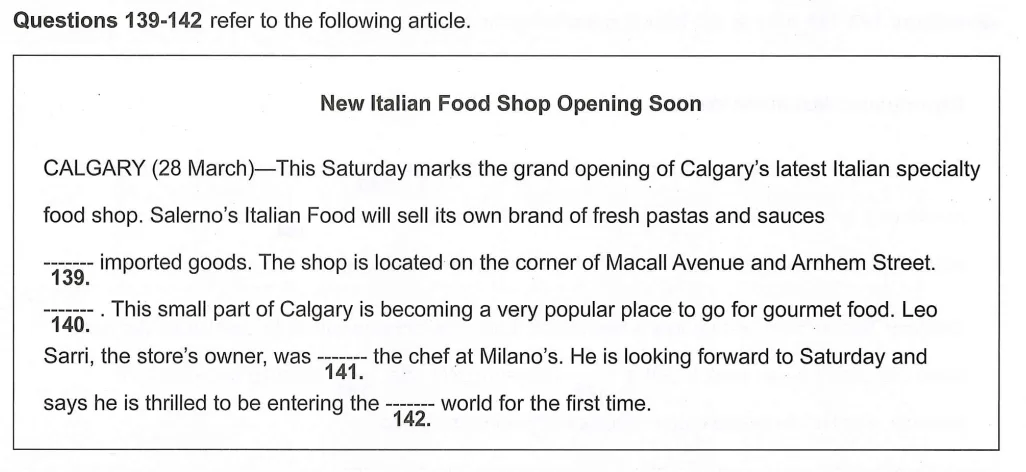 Questions 139-142 refer to the following article.
New Italian Food Shop Opening Soon
CALGARY (28 March)—This Saturday marks the grand opening of Calgary's latest Italian specialty
food shop. Salerno's Italian Food will sell its own brand of fresh pastas and sauces
------- imported goods. The shop is located on the corner of Macall Avenue and Arnhem Street.
139.
------- . This small part of Calgary is becoming a very popular place to go for gourmet food. Leo
140.
Sarri, the store's owner, was ------- the chef at Milano's. He is looking forward to Saturday and
141.
says he is thrilled to be entering the ------- world for the first time.
142.